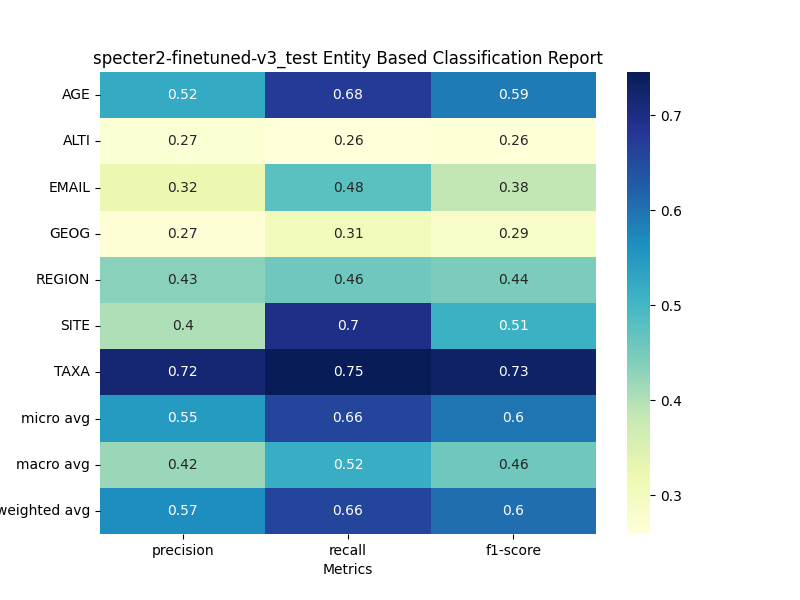 specter2-finetuned-v3_test Entity Based Classification Report
AGE 0.52 0.68 0.59
ALTI 0.27 0.26 0.26
EMAIL 0.32 0.48 0.38
GEOG 0.27 0.31 0.29
REGION 0.43 0.46 0.44
SITE 0.4 0.7 0.51
TAXA 0.72 0.75 0.73
micro avg 0.55 0.66 0.6
macro avg 0.42 0.52 0.46
weighted avg 0.57 0.66 0.6
precision recall f1-score
Metrics
0.7
0.6
0.5
0.4
0.3